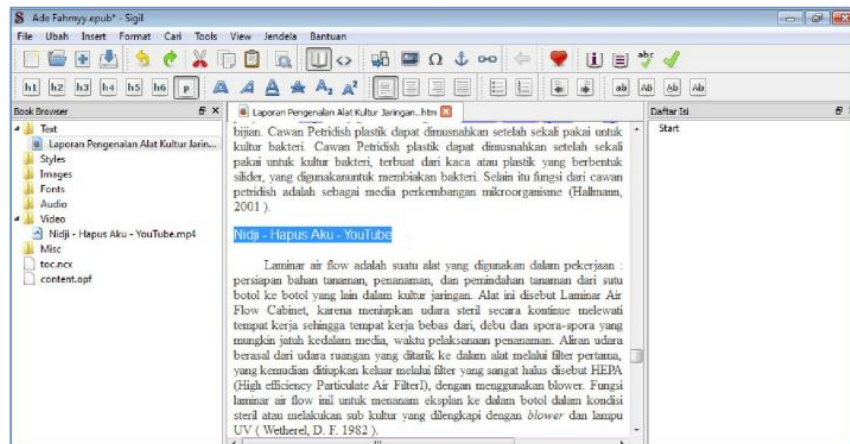 Ade Fahmyy.epub* - Sigil
File Ubah Insert Format Cari Tools View Jendela Bantuan
h1 h2 h3 h4 h5 h6 p A A A A₂ A² ab AB Ab Ab
Book Browser
Text
Laporan Pengenalan Alat Kultur Jarin...
Styles
Images
Fonts
Audio
Video
Nidji - Hapus Aku - YouTube.mp4
Misc
toc.ncx
content.opf
Laporan Pengenalan Alat Kultur Jaringan...htm
bijian. Cawan Petridish plastik dapat dimusnahkan setelah sekali pakai untuk
kultur bakteri. Cawan Petridish plastik dapat dimusnahkan setelah sekali
pakai untuk kultur bakteri, terbuat dari kaca atau plastik yang berbentuk
silider, yang digunakanuntuk membiakan bakteri. Selain itu fungsi dari cawan
petridish adalah sebagai media perkembangan mikroorganisme (Hallmann,
2001 ).
Nidji - Hapus Aku - YouTube
Laminar air flow adalah suatu alat yang digunakan dalam pekerjaan :
persiapan bahan tanaman, penanaman, dan pemindahan tanaman dari sutu
botol ke botol yang lain dalam kultur jaringan. Alat ini disebut Laminar Air
Flow Cabinet, karena meniupkan udara steril secara kontinue melewati
tempat kerja sehingga tempat kerja bebas dari, debu dan spora-spora yang
mungkin jatuh kedalam media, waktu pelaksanaan penanaman. Aliran udara
berasal dari udara ruangan yang ditarik ke dalam alat melalui filter pertama,
yang kemudian ditiupkan keluar melalui filter yang sangat halus disebut HEPA
(High efficiency Particulate Air FilterI), dengan menggunakan blower. Fungsi
laminar air flow inil untuk menanam eksplan ke dalam botol dalam kondisi
steril atau melakukan sub kultur yang dilengkapi dengan blower dan lampu
UV ( Wetherel, D. F. 1982 ).
Daftar Isi
Start